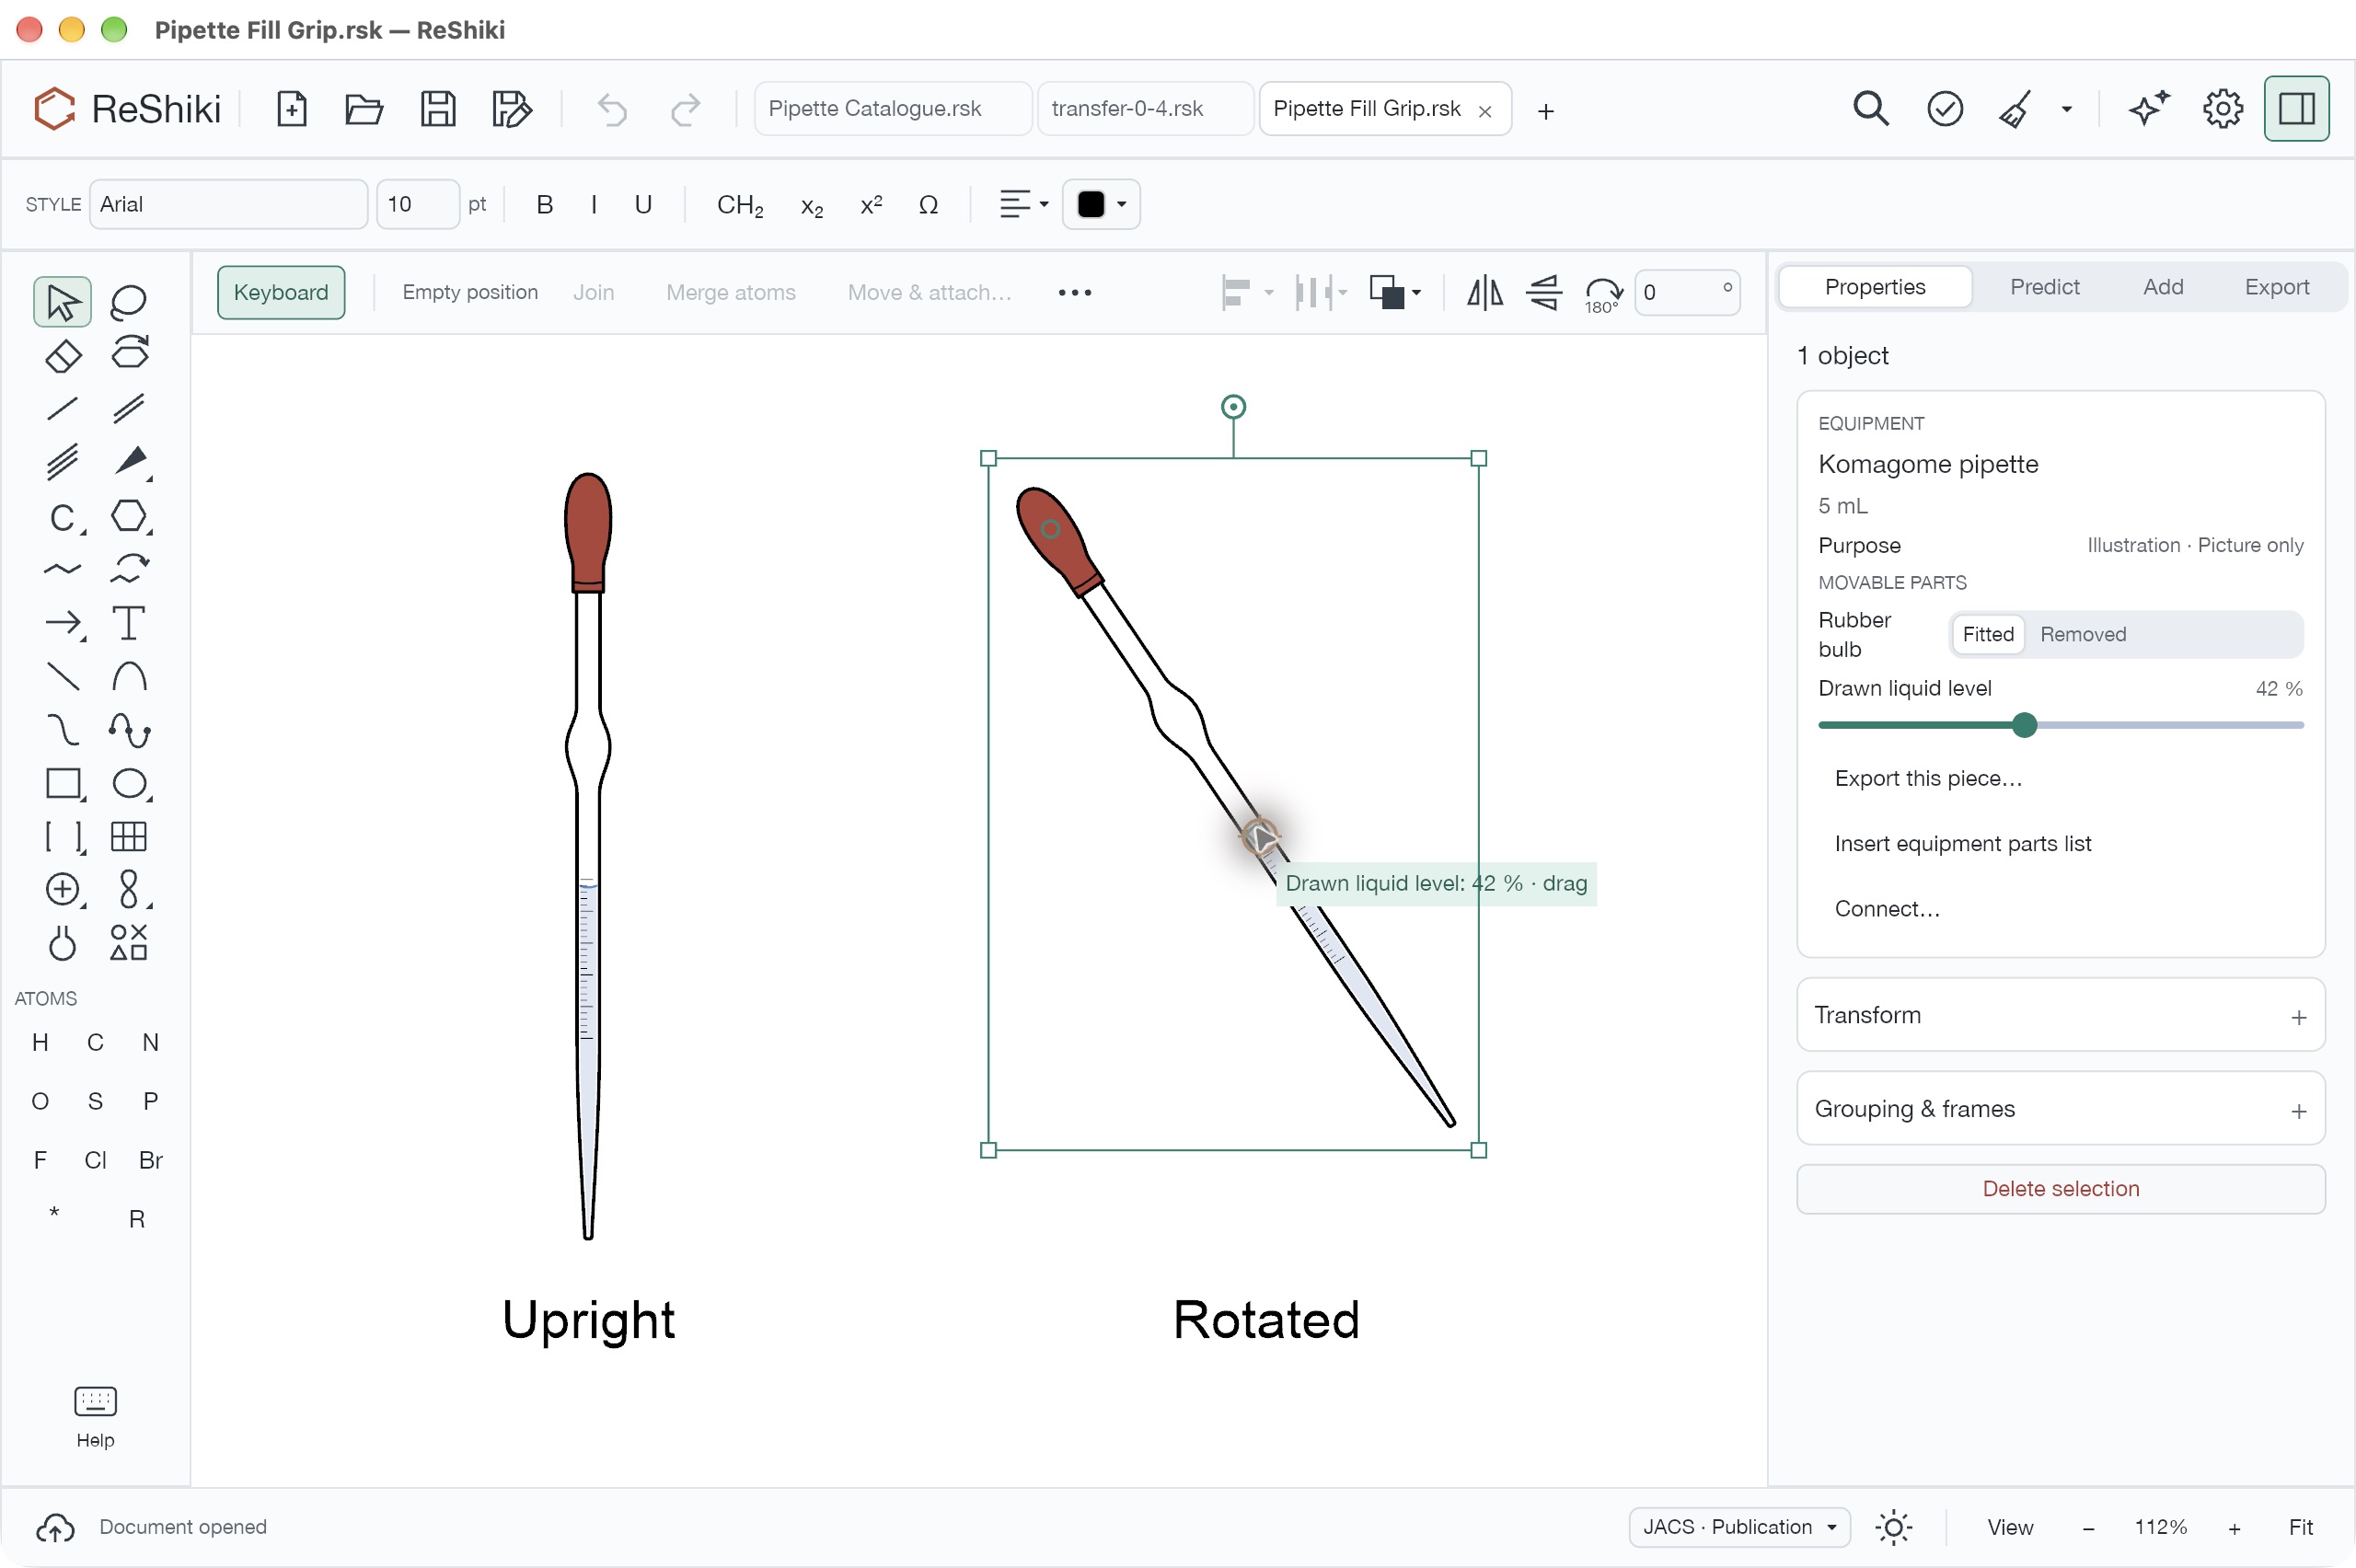 Pipette Fill Grip.rsk — ReShiki
ReShiki
Pipette Catalogue.rsk
transfer-0-4.rsk
Pipette Fill Grip.rsk ×
+
STYLE Arial 10 pt B I U CH₂ x₂ x² Ω
Keyboard Empty position Join Merge atoms Move & attach... ••• 180° 0 °
Properties Predict Add Export
1 object
EQUIPMENT
Komagome pipette
5 mL
Purpose Illustration · Picture only
MOVABLE PARTS
Rubber
bulb
Fitted Removed
Drawn liquid level 42 %
Export this piece...
Insert equipment parts list
Connect...
Transform +
Grouping & frames +
Delete selection
C
T
[ ]
ATOMS
H C N
O S P
F Cl Br
* R
Help
Drawn liquid level: 42 % · drag
Upright
Rotated
Document opened
JACS · Publication
View − 112% + Fit